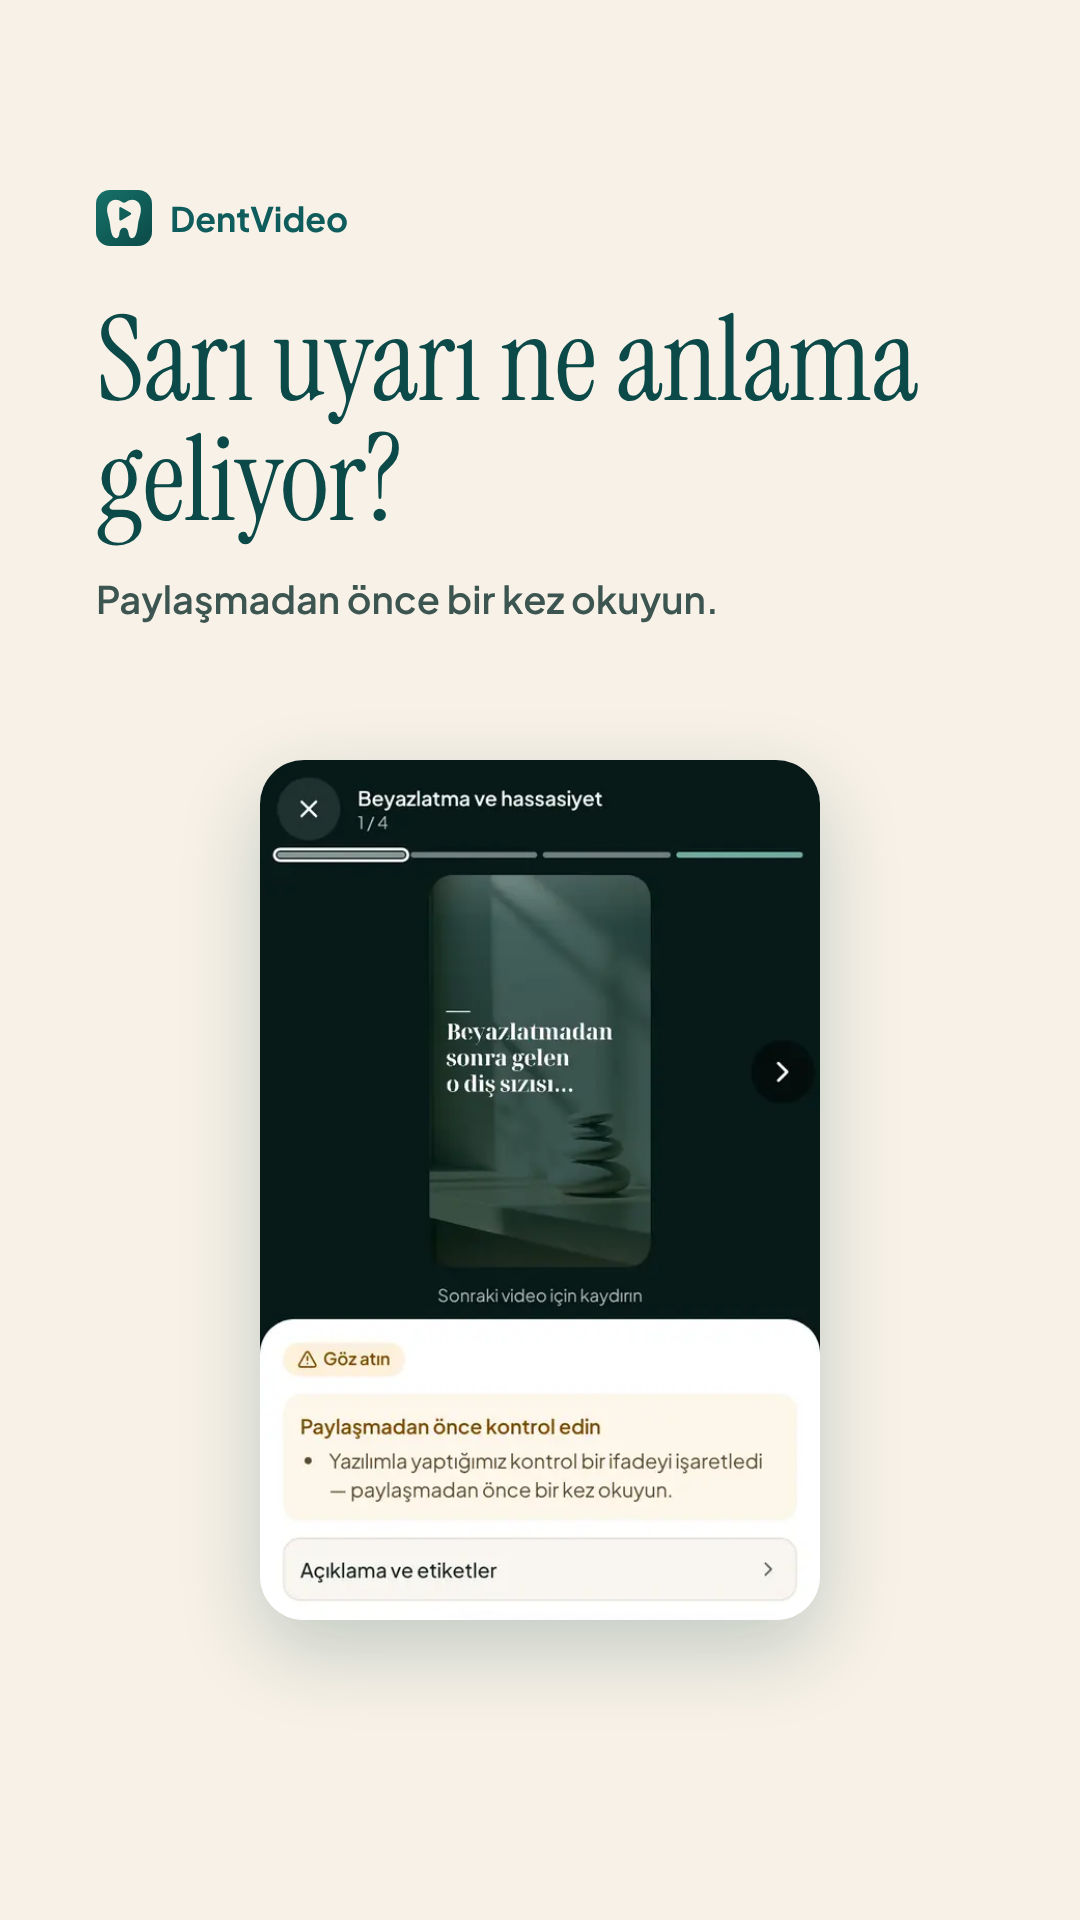 DentVideo
Sarı uyarı ne anlama
geliyor?
Paylaşmadan önce bir kez okuyun.
Beyazlatma ve hassasiyet
1 / 4
Beyazlatmadan
sonra gelen
o diş sızısı...
Sonraki video için kaydırın
Göz atın
Paylaşmadan önce kontrol edin
• Yazılımla yaptığımız kontrol bir ifadeyi işaretledi
— paylaşmadan önce bir kez okuyun.
Açıklama ve etiketler